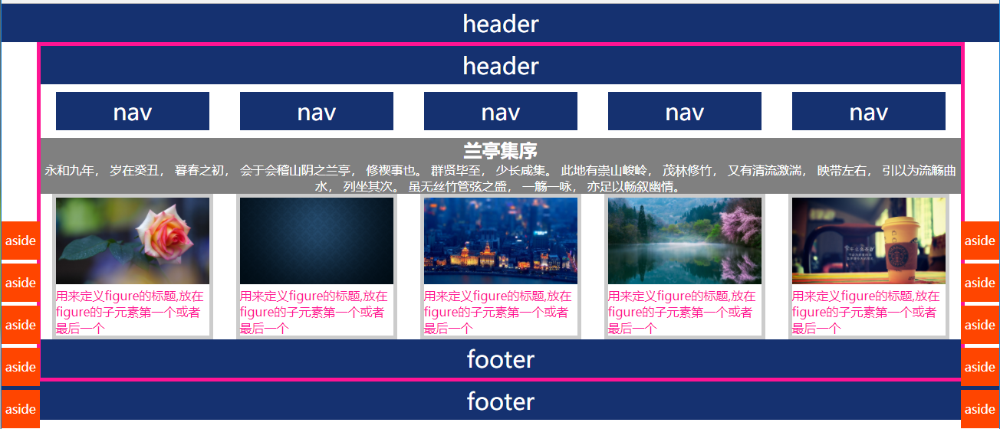 header
header
nav nav nav nav nav
兰亭集序
永和九年， 岁在癸丑， 暮春之初， 会于会稽山阴之兰亭， 修禊事也。 群贤毕至， 少长咸集。 此地有崇山峻岭， 茂林修竹， 又有清流激湍， 映带左右， 引以为流觞曲
水， 列坐其次。 虽无丝竹管弦之盛， 一觞一咏， 亦足以畅叙幽情。
用来定义figure的标题,放在
figure的子元素第一个或者
最后一个
用来定义figure的标题,放在
figure的子元素第一个或者
最后一个
用来定义figure的标题,放在
figure的子元素第一个或者
最后一个
用来定义figure的标题,放在
figure的子元素第一个或者
最后一个
用来定义figure的标题,放在
figure的子元素第一个或者
最后一个
footer
footer
aside
aside
aside
aside
aside
aside
aside
aside
aside
aside